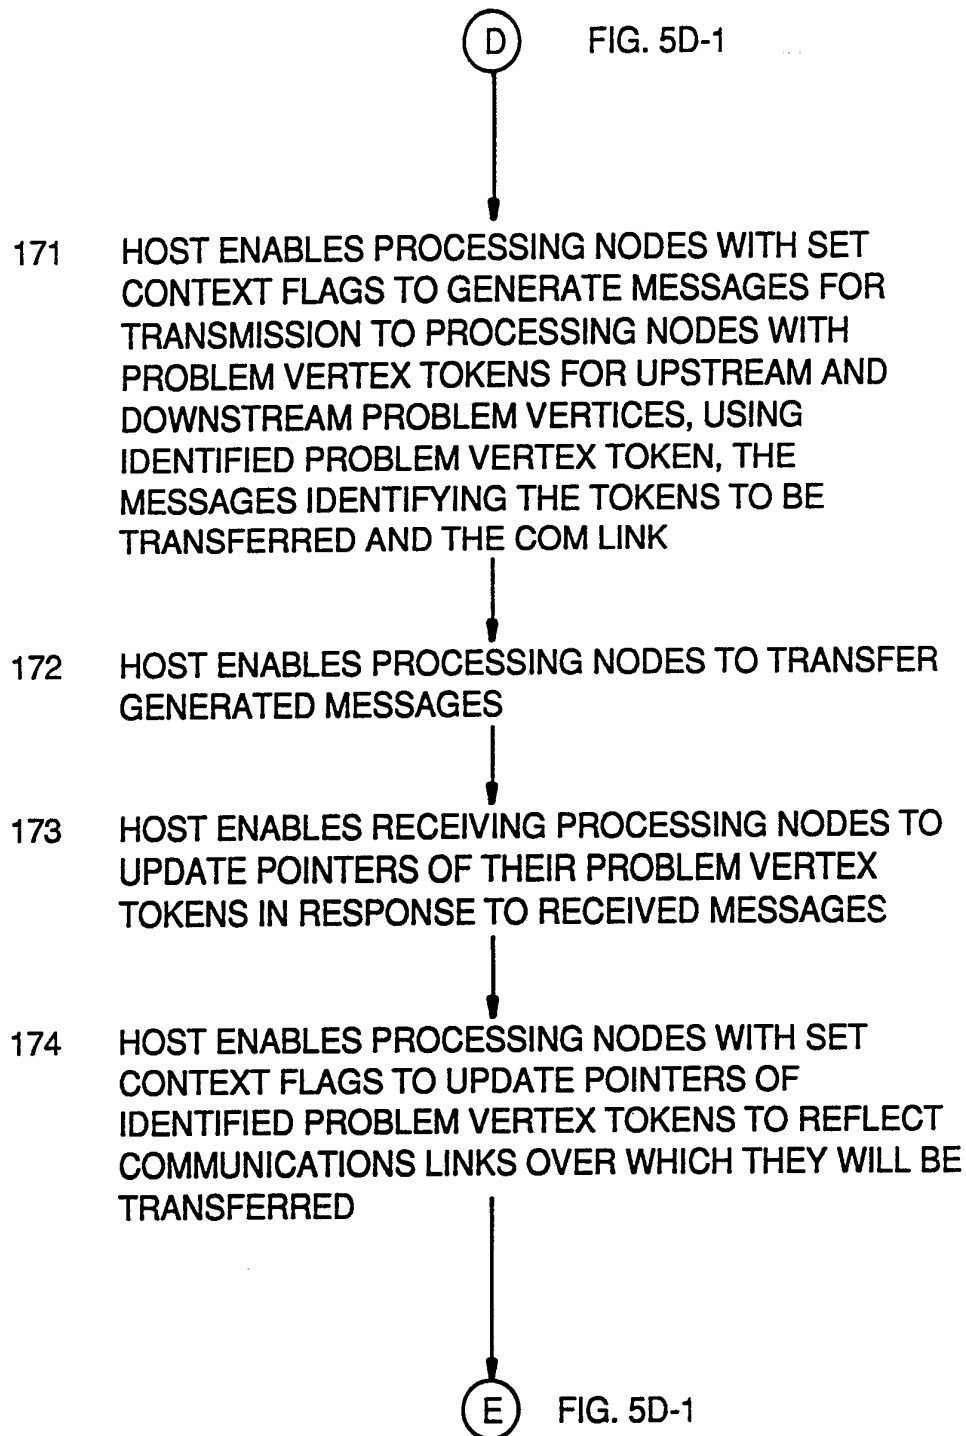 D FIG. 5D-1
171 HOST ENABLES PROCESSING NODES WITH SET
CONTEXT FLAGS TO GENERATE MESSAGES FOR
TRANSMISSION TO PROCESSING NODES WITH
PROBLEM VERTEX TOKENS FOR UPSTREAM AND
DOWNSTREAM PROBLEM VERTICES, USING
IDENTIFIED PROBLEM VERTEX TOKEN, THE
MESSAGES IDENTIFYING THE TOKENS TO BE
TRANSFERRED AND THE COM LINK
172 HOST ENABLES PROCESSING NODES TO TRANSFER
GENERATED MESSAGES
173 HOST ENABLES RECEIVING PROCESSING NODES TO
UPDATE POINTERS OF THEIR PROBLEM VERTEX
TOKENS IN RESPONSE TO RECEIVED MESSAGES
174 HOST ENABLES PROCESSING NODES WITH SET
CONTEXT FLAGS TO UPDATE POINTERS OF
IDENTIFIED PROBLEM VERTEX TOKENS TO REFLECT
COMMUNICATIONS LINKS OVER WHICH THEY WILL BE
TRANSFERRED
E FIG. 5D-1